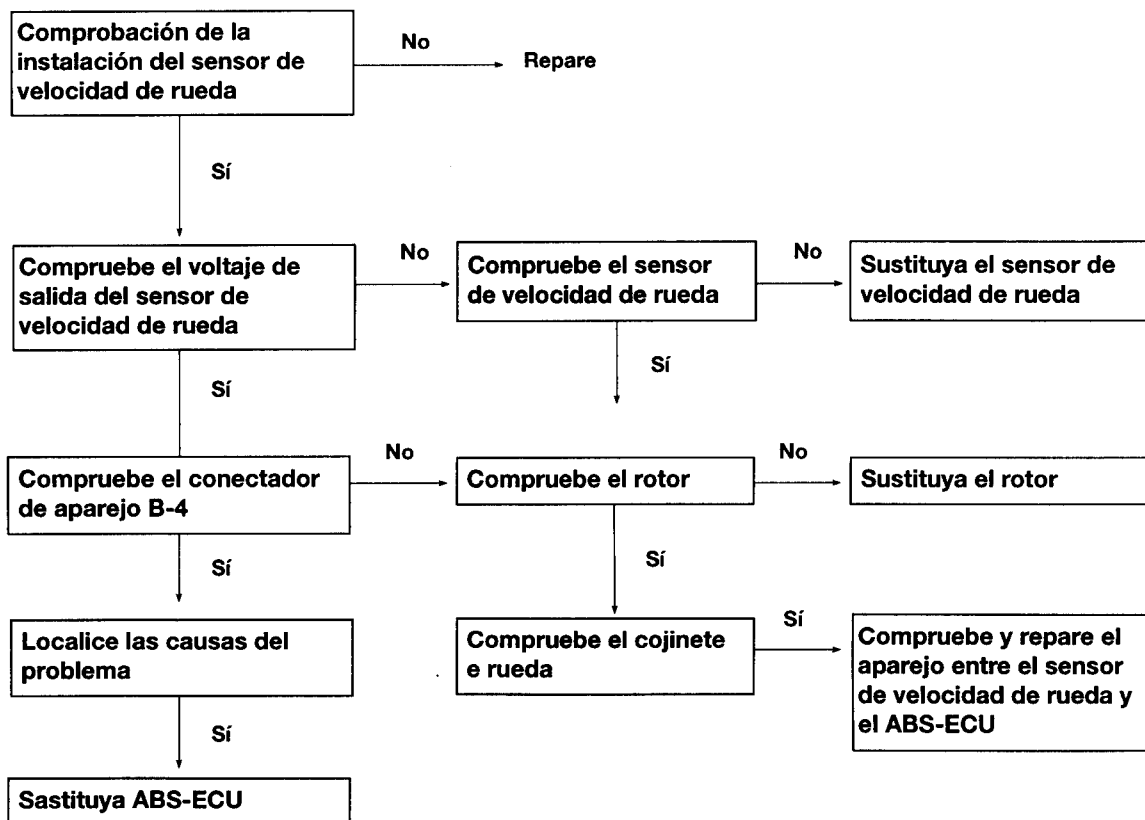 Comprobación de la
instalación del sensor de
velocidad de rueda
No
Repare
Sí
Compruebe el voltaje de
salida del sensor de
velocidad de rueda
No
Compruebe el sensor
de velocidad de rueda
No
Sustituya el sensor de
velocidad de rueda
Sí
Sí
Compruebe el conectador
de aparejo B-4
No
Compruebe el rotor
No
Sustituya el rotor
Sí
Sí
Localice las causas del
problema
Compruebe el cojinete
e rueda
Sí
Compruebe y repare el
aparejo entre el sensor
de velocidad de rueda y
el ABS-ECU
Sí
Sastituya ABS-ECU